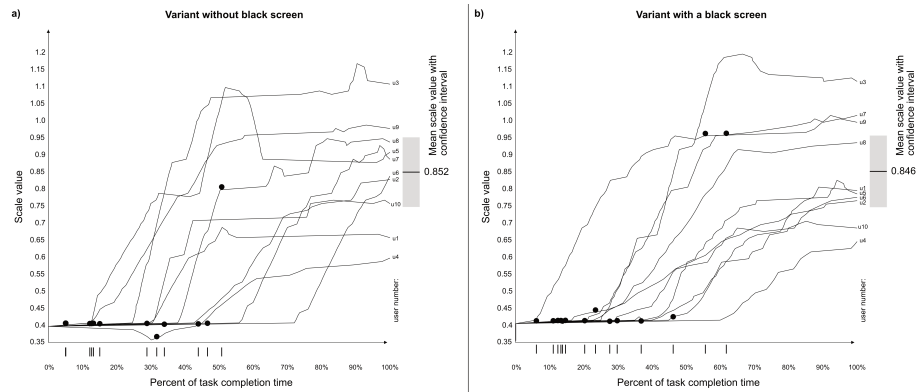 a)
Variant without black screen
Scale value
1.2
1.15
1.1
1.05
1.0
0.95
0.9
0.85
0.8
0.75
0.7
0.65
0.6
0.55
0.5
0.45
0.4
0.35
u3
u9
u8
u5
u7
u6
u2
u10
u1
u4
user number:
Mean scale value with
confidence interval
0.852
0%
10%
20%
30%
40%
50%
60%
70%
80%
90%
100%
Percent of task completion time
b)
Variant with a black screen
Scale value
1.2
1.15
1.1
1.05
1.0
0.95
0.9
0.85
0.8
0.75
0.7
0.65
0.6
0.55
0.5
0.45
0.4
0.35
u3
u7
u9
u8
u10
u4
user number:
Mean scale value with
confidence interval
0.846
0%
10%
20%
30%
40%
50%
60%
70%
80%
90%
100%
Percent of task completion time